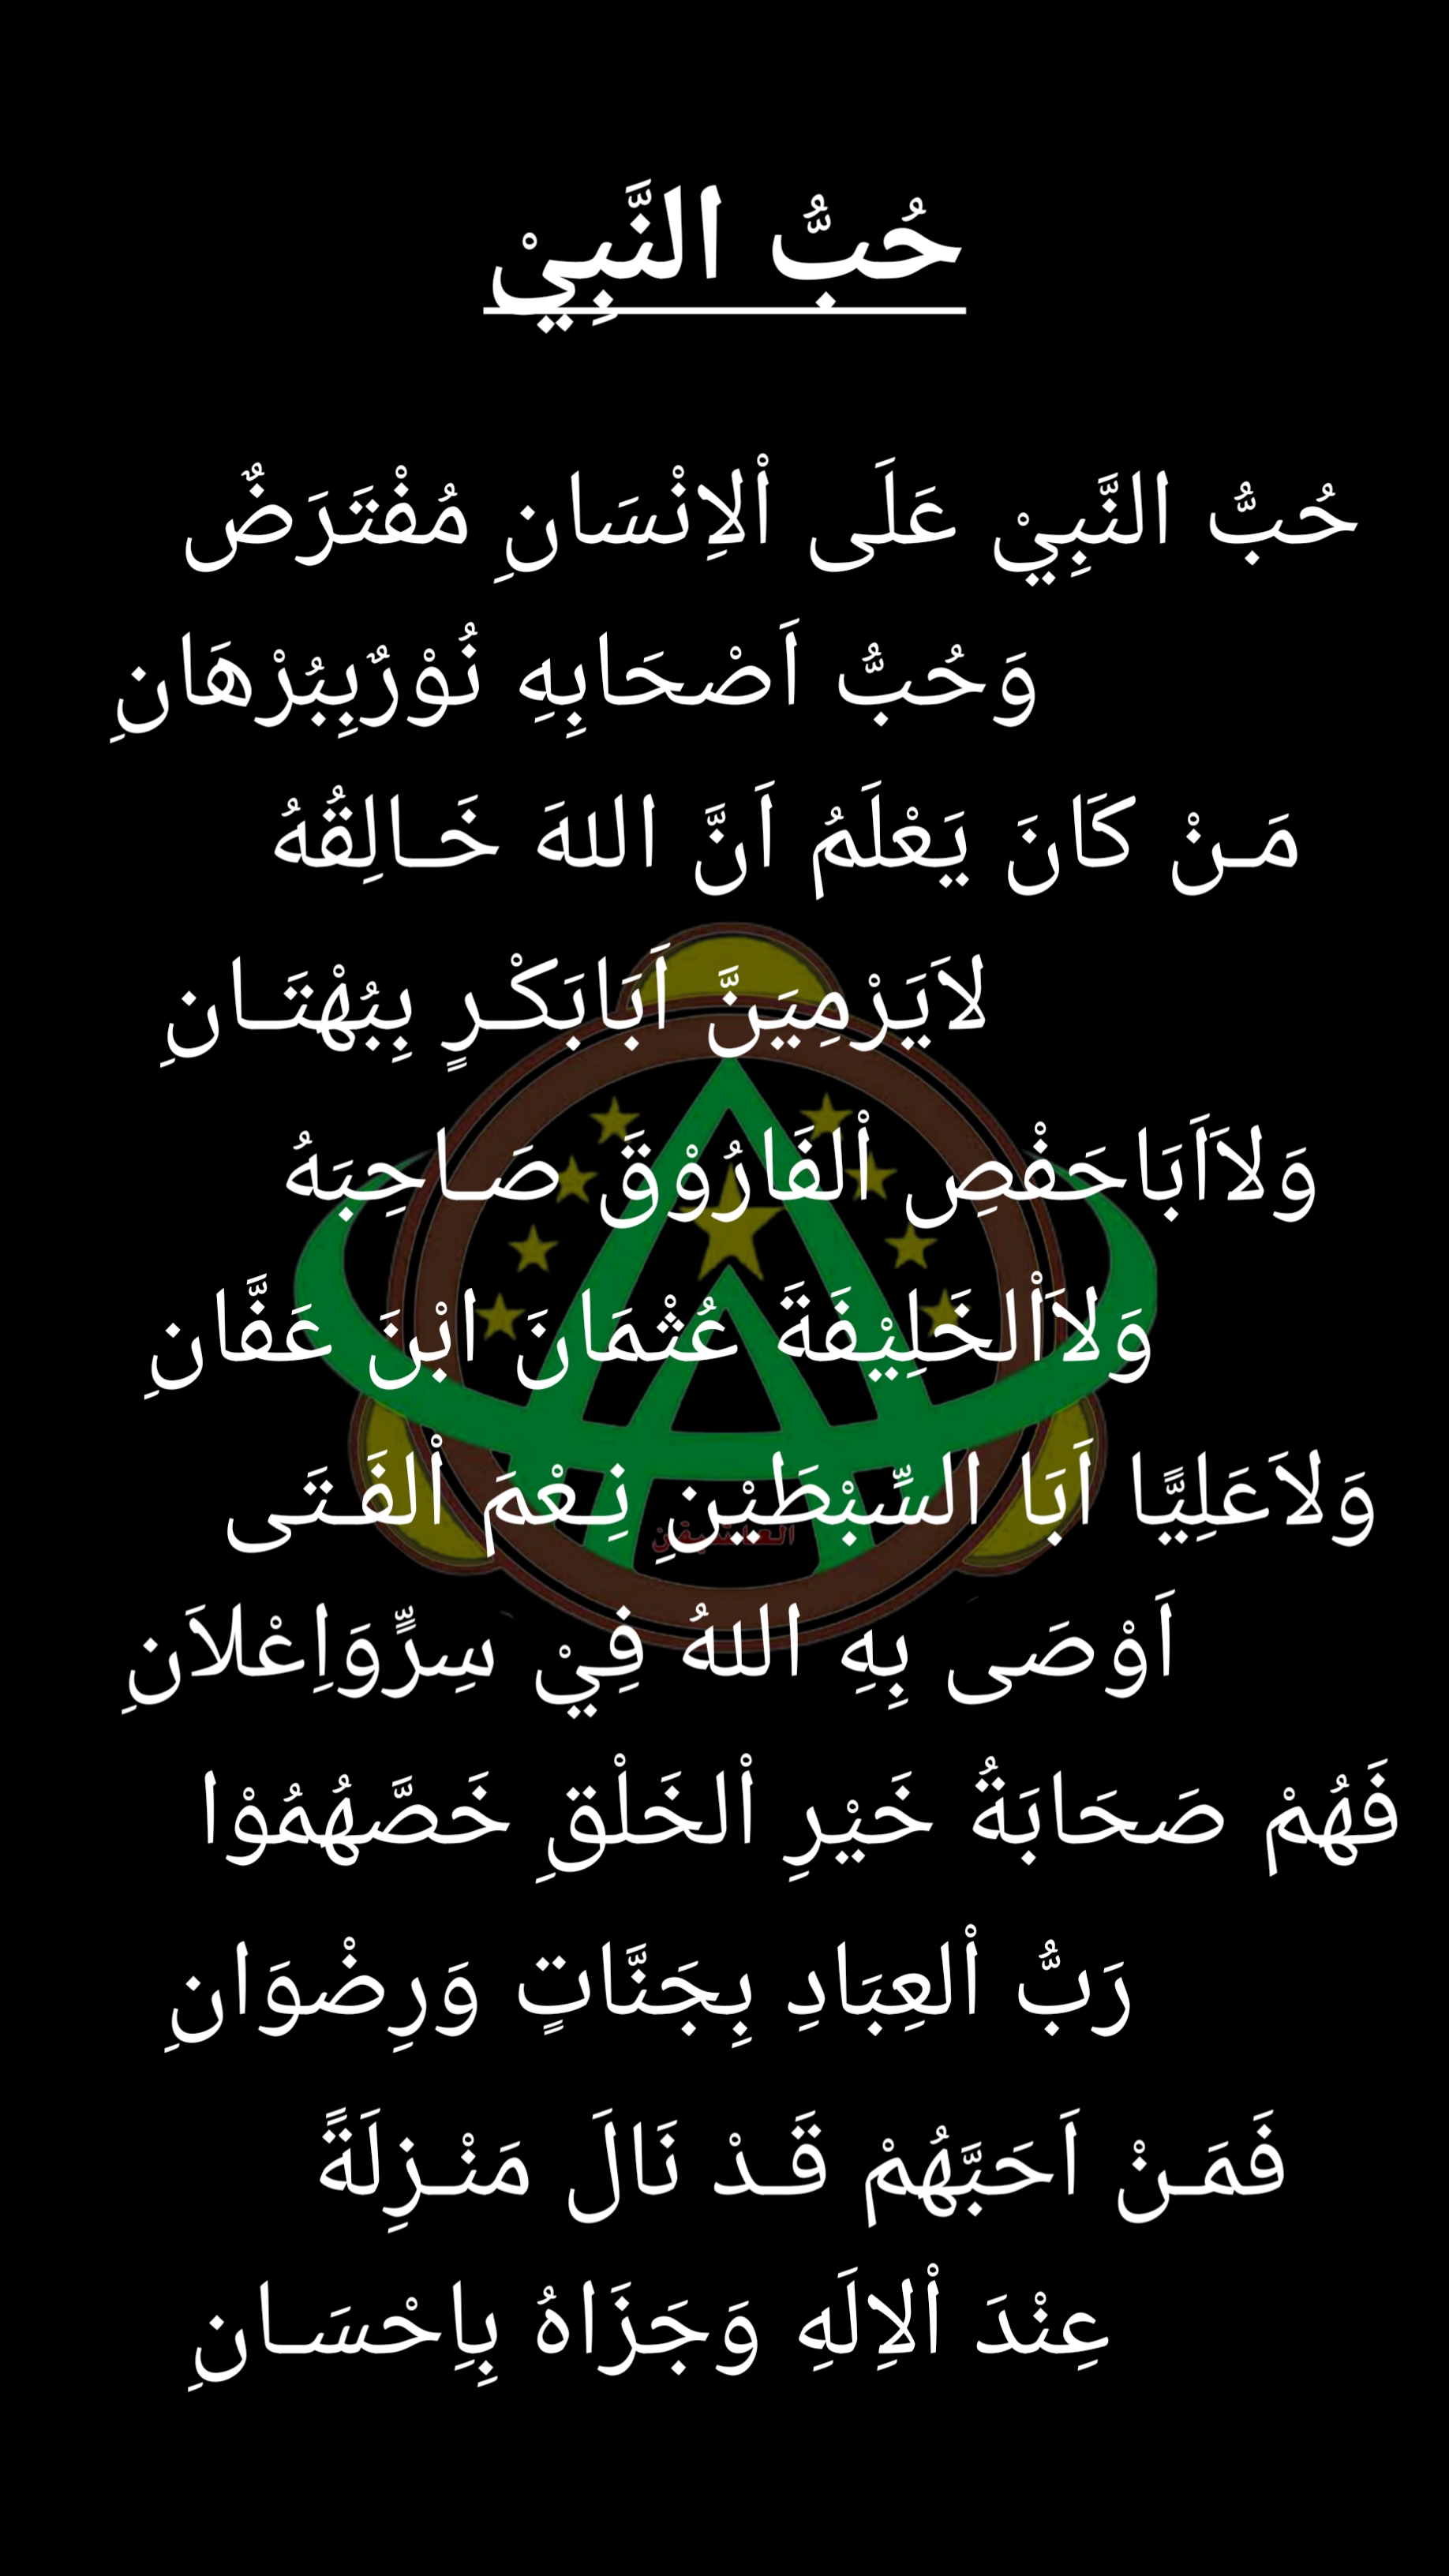 حُبُّ النَّبِيْ
حُبُّ النَّبِيْ عَلَى اْلاِنْسَانِ مُفْتَرَضٌ
وَحُبُّ اَصْحَابِهِ نُوْرٌبِبُرْهَانِ
مَـنْ كَانَ يَعْلَمُ اَنَّ اللهَ خَـالِقُهُ
لاَيَرْمِيَنَّ اَبَابَكْـرٍ بِبُهْتَـانِ
وَلاَاَبَاحَفْصِ اْلفَارُوْقَ صَـاحِبَهُ
وَلاَاْلخَلِيْفَةَ عُثْمَانَ ابْنَ عَفَّانِ
وَلاَعَلِيًّا اَبَا السِّبْطَيْنِ نِـعْمَ اْلفَـتَـى
العاشقين
اَوْصَى بِهِ اللهُ فِيْ سِرٍّوَاِعْلاَنِ
فَهُمْ صَحَابَةُ خَيْرِ اْلخَلْقِ خَصَّهُمُوْا
رَبُّ اْلعِبَادِ بِجَنَّاتٍ وَرِضْوَانِ
فَمَـنْ اَحَبَّهُمْ قَـدْ نَالَ مَنْـزِلَةً
عِنْدَ اْلاِلَهِ وَجَزَاهُ بِاِحْسَـانِ